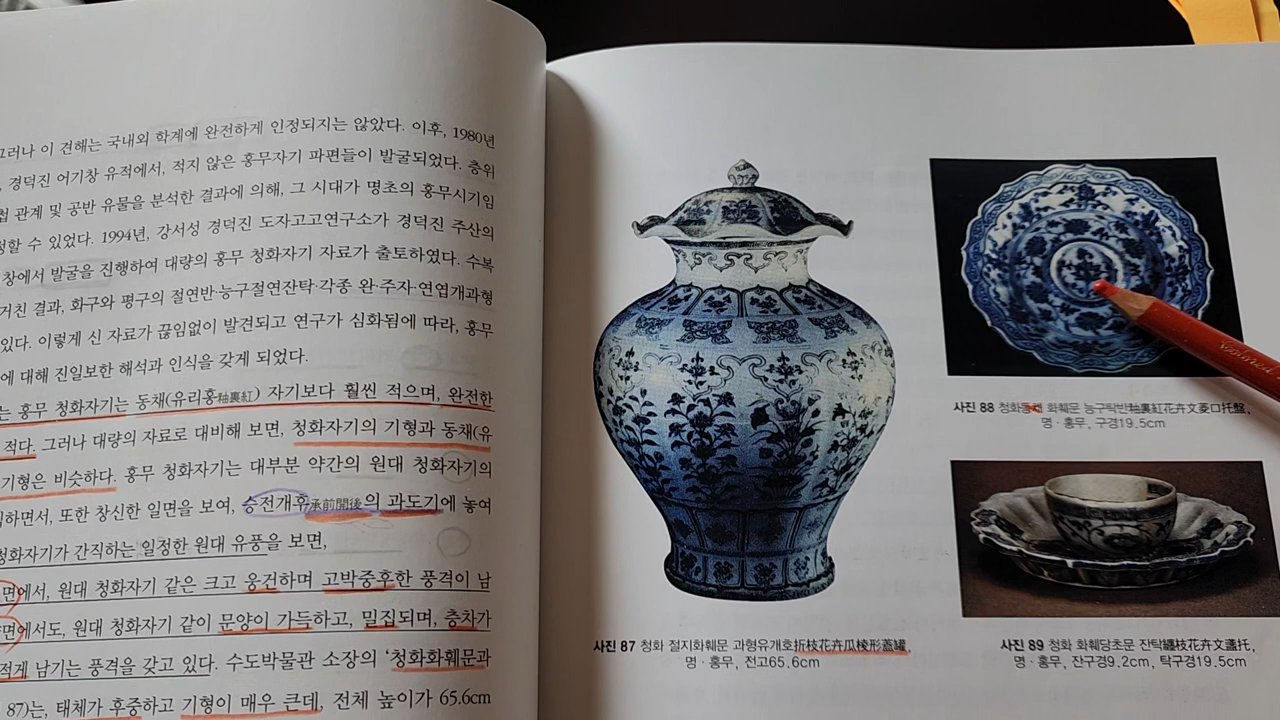 그러나 이 견해는 국내외 학계에 완전하게 인정되지는 않았다. 이후, 1980년
, 경덕진 어기창 유적에서, 적지 않은 홍무자기 파편들이 발굴되었다. 층위
첩 관계 및 공반 유물을 분석한 결과에 의해, 그 시대가 명초의 홍무시기임
정할 수 있었다. 1994년, 강서성 경덕진 도자고고연구소가 경덕진 주산의
창에서 발굴을 진행하여 대량의 홍무 청화자기 자료가 출토하였다. 수복
거친 결과, 화구와 평구의 절연반·능구절연잔탁·각종 완·주자·연엽개과형
있다. 이렇게 신 자료가 끊임없이 발견되고 연구가 심화됨에 따라, 홍무
에 대해 진일보한 해석과 인식을 갖게 되었다.
는 홍무 청화자기는 동채(유리홍釉裏紅) 자기보다 훨씬 적으며, 완전한
적다. 그러나 대량의 자료로 대비해 보면, 청화자기의 기형과 동채(유
기형은 비슷하다. 홍무 청화자기는 대부분 약간의 원대 청화자기의
하면서, 또한 창신한 일면을 보여, 승전개후承前開後의 과도기에 놓여
청화자기가 간직하는 일정한 원대 유풍을 보면,
면에서, 원대 청화자기 같은 크고 웅건하며 고박중후한 풍격이 남
면에서도, 원대 청화자기 같이 문양이 가득하고, 밀집되며, 층차가
적게 남기는 풍격을 갖고 있다. 수도박물관 소장의 ‘청화화훼문과
87)는, 태체가 후중하고 기형이 매우 큰데, 전체 높이가 65.6cm
사진 87 청화 절지화훼문 과형유개호折枝花卉瓜棱形蓋罐,
명·홍무, 전고65.6cm
사진 88 청화동채 화훼문 능구탁반釉裏紅花卉文菱口托盤,
명·홍무, 구경19.5cm
사진 89 청화 화훼당초문 잔탁纏枝花卉文盞托,
명·홍무, 잔구경9.2cm, 탁구경19.5cm